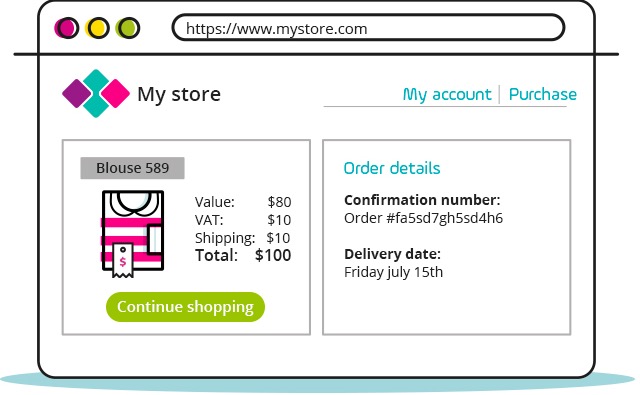 https://www.mystore.com
My store
My account | Purchase
Blouse 589
Value: $80
VAT: $10
Shipping: $10
Total: $100
$
Continue shopping
Order details
Confirmation number:
Order #fa5sd7gh5sd4h6
Delivery date:
Friday july 15th